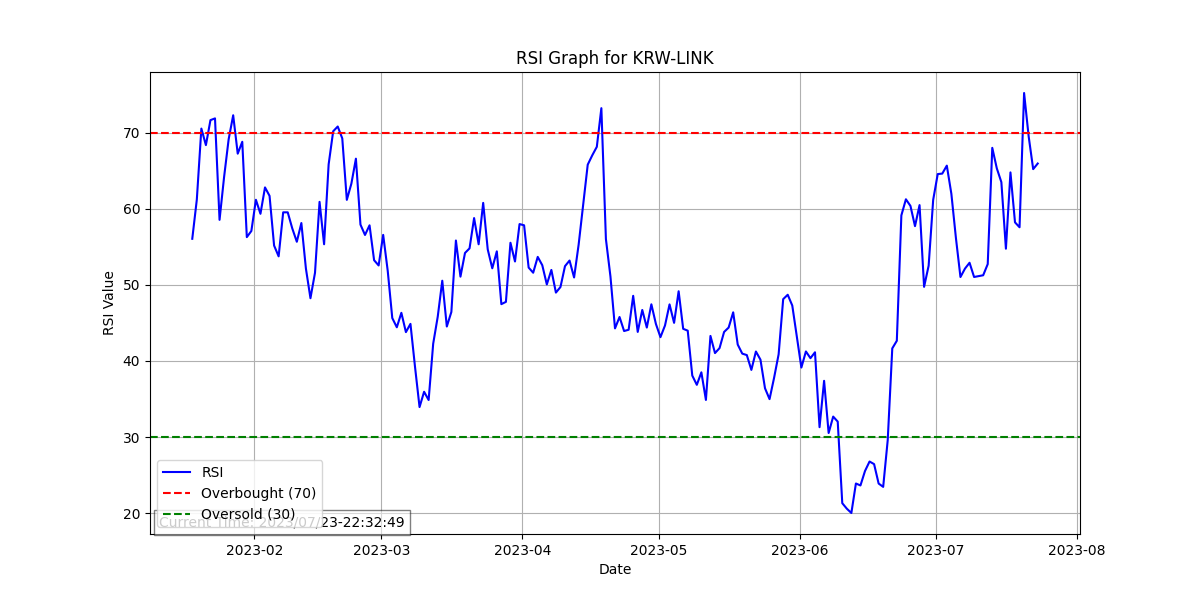 RSI Graph for KRW-LINK
RSI Value
70
60
50
40
30
20
RSI
Overbought (70)
Oversold (30)
Current Time: 2023/07/23-22:32:49
2023-02
2023-03
2023-04
2023-05
2023-06
2023-07
2023-08
Date